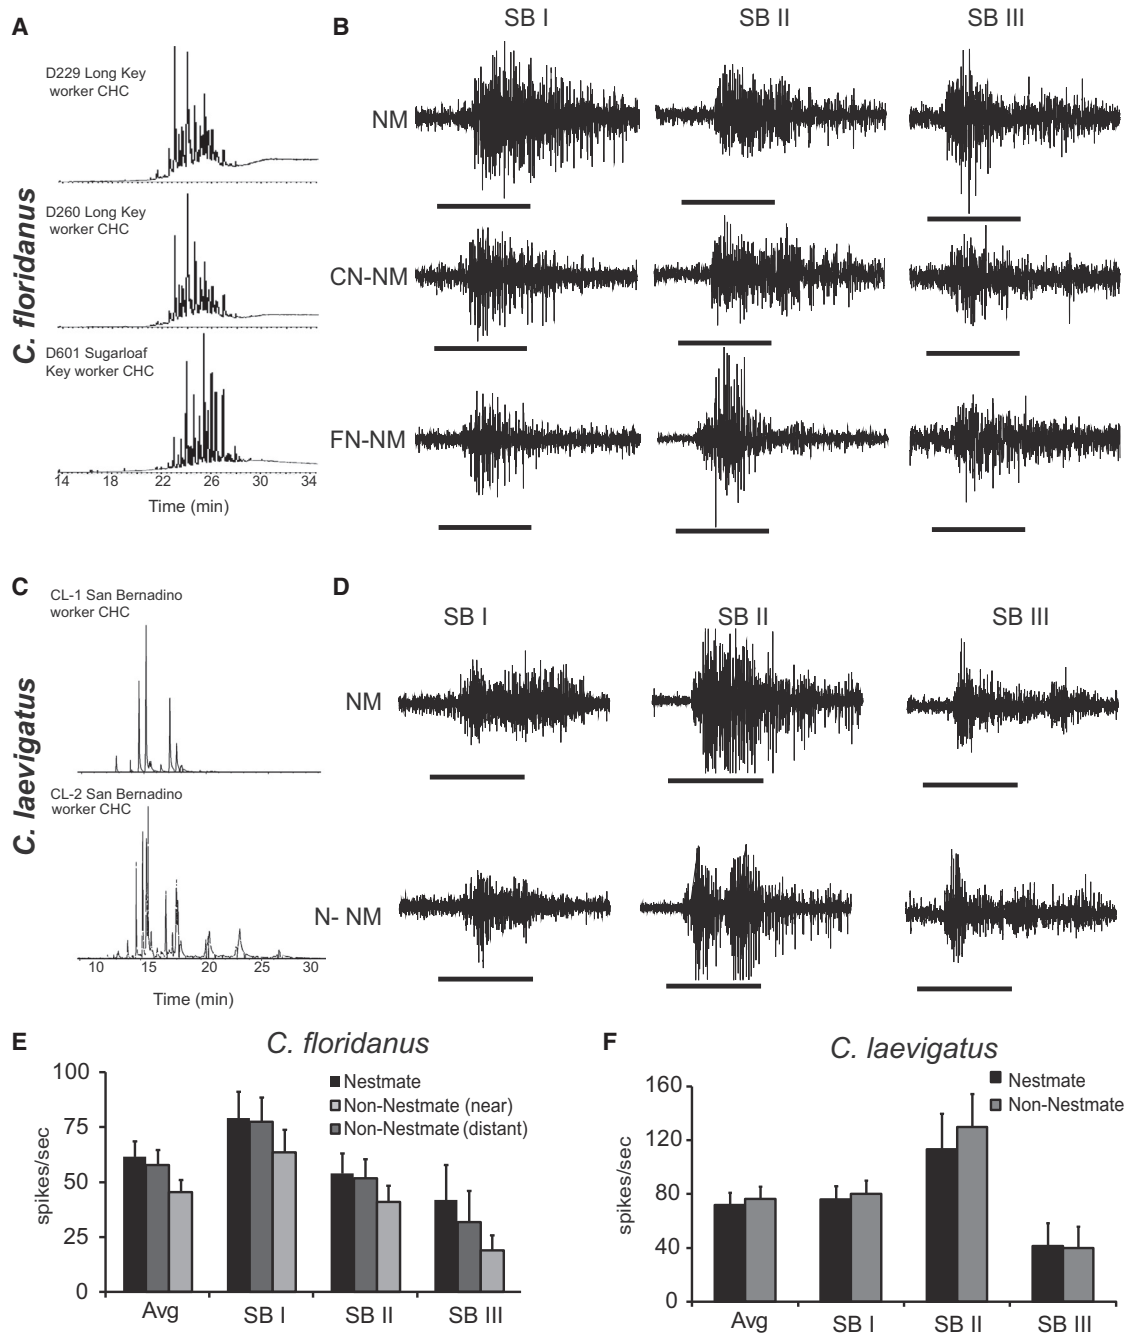 A
D229 Long Key
worker CHC
D260 Long Key
worker CHC
D601 Sugarloaf
Key worker CHC
14 18 22 26 30 34
Time (min)
C. floridanus
B
SB I SB II SB III
NM
CN-NM
FN-NM
C
CL-1 San Bernadino
worker CHC
CL-2 San Bernadino
worker CHC
10 15 20 25 30
Time (min)
C. laevigatus
D
SB I SB II SB III
NM
N- NM
E
C. floridanus
100
75
50
25
0
spikes/sec
Nestmate
Non-Nestmate (near)
Non-Nestmate (distant)
Avg SB I SB II SB III
F
C. laevigatus
160
120
80
40
0
spikes/sec
Nestmate
Non-Nestmate
Avg SB I SB II SB III